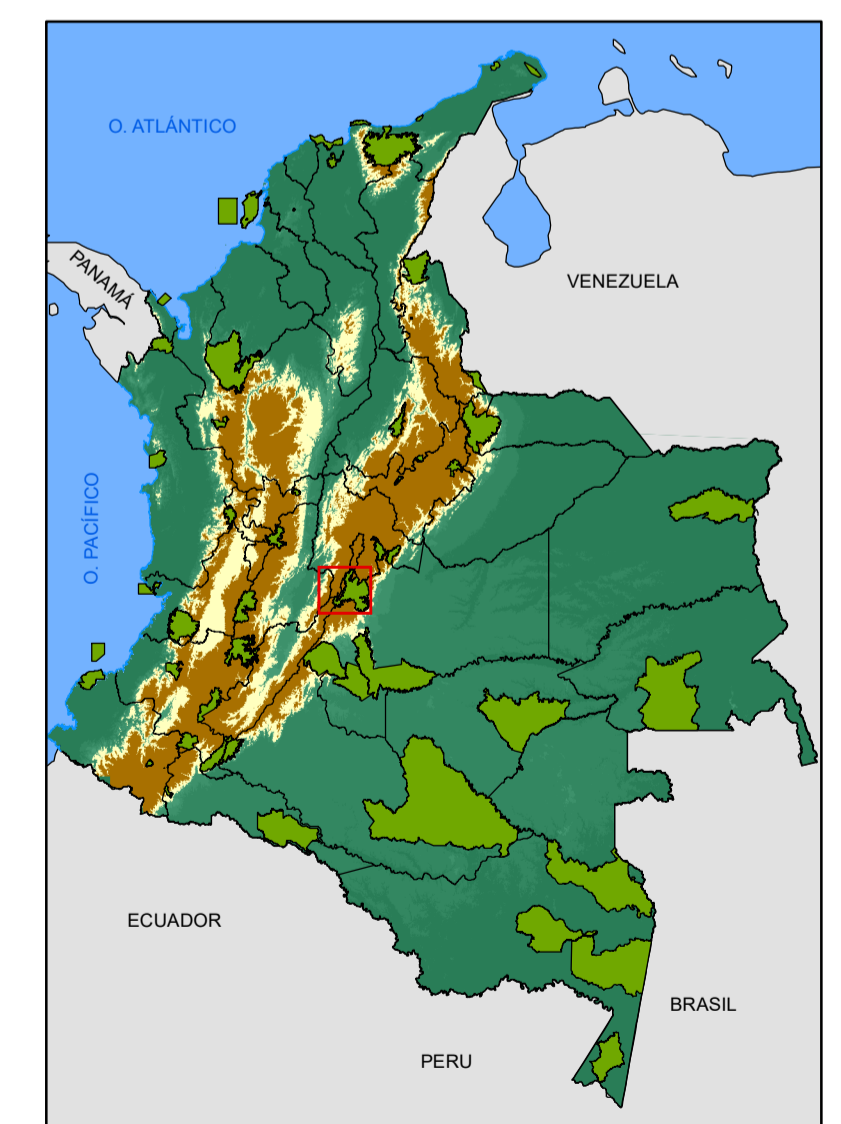 O. ATLÁNTICO
PANAMÁ
VENEZUELA
O. PACÍFICO
ECUADOR
BRASIL
PERU